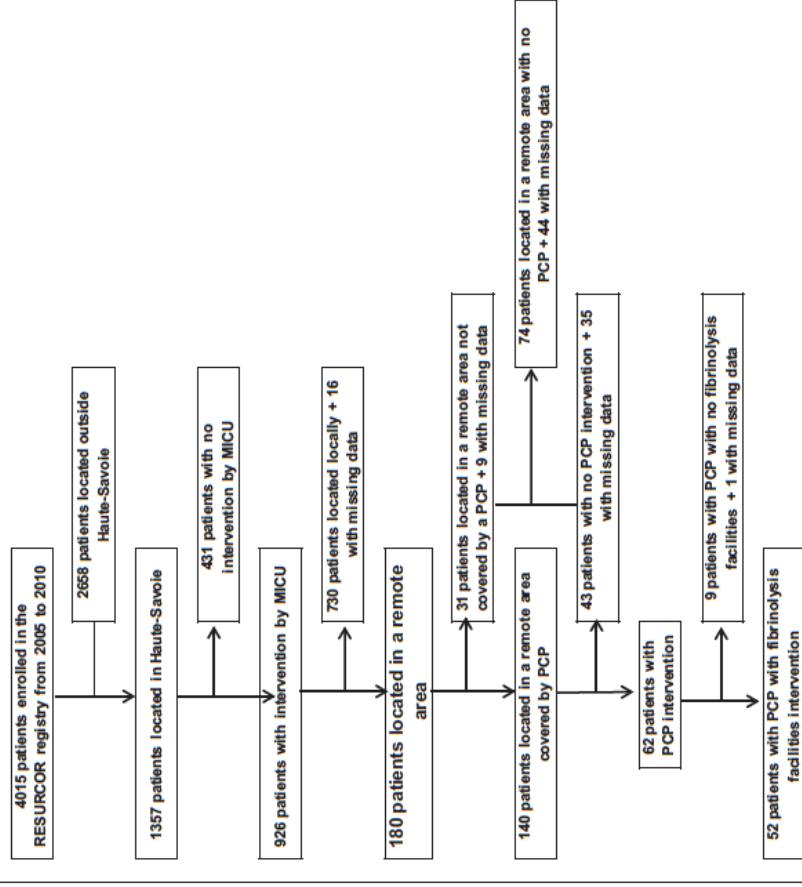 4015 patients enrolled in the
RESURCOR registry from 2005 to 2010
2658 patients located outside
Haute-Savoie
1357 patients located in Haute-Savoie
431 patients with no
intervention by MICU
926 patients with intervention by MICU
730 patients located locally + 16
with missing data
180 patients located in a remote
area
31 patients located in a remote area not
covered by a PCP + 9 with missing data
74 patients located in a remote area with no
PCP + 44 with missing data
140 patients located in a remote area
covered by PCP
43 patients with no PCP intervention + 35
with missing data
62 patients with
PCP intervention
9 patients with PCP with no fibrinolysis
facilities + 1 with missing data
52 patients with PCP with fibrinolysis
facilities intervention